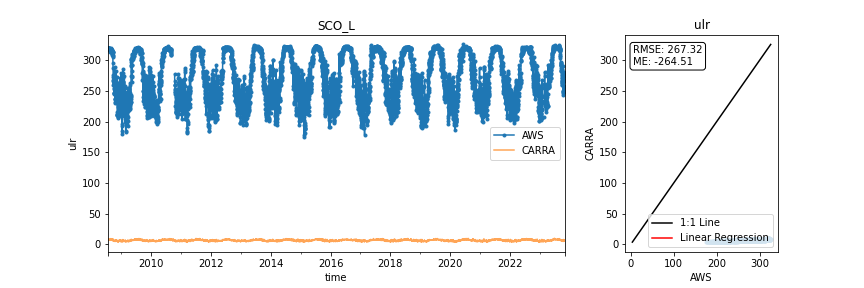 SCO_L
ulr
300
250
200
150
100
50
0
2010
2012
2014
2016
2018
2020
2022
time
AWS
CARRA
ulr
CARRA
300
250
200
150
100
50
0
RMSE: 267.32
ME: -264.51
1:1 Line
Linear Regression
0
100
200
300
AWS